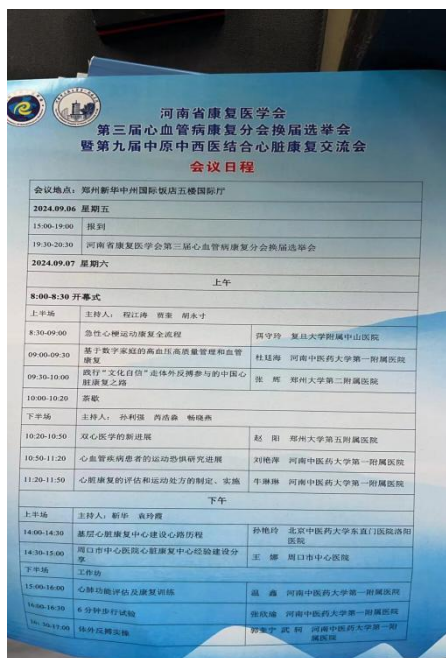 河南省康复医学会
第三届心血管病康复分会换届选举会
暨第九届中原中西医结合心脏康复交流会
会议日程
会议地点：郑州新华中州国际饭店五楼国际厅
2024.09.06 星期五
15:00-19:00 报到
19:30-20:30 河南省康复医学会第三届心血管病康复分会换届选举会
2024.09.07 星期六
上午
8:00-8:30 开幕式
上半场 主持人： 程江涛 贾奎 胡永寸
8:30-09:00 急性心梗运动康复全流程 守玲 复旦大学附属中山医院
09:00-09:30 基于数字家庭的高血压高质量管理和血管
康复 杜廷海 河南中医药大学第一附属医院
09:30-10:00 践行“文化自信”走体外反搏参与的中国心
脏康复之路 张 辉 郑州大学第二附属医院
10:00-10:20 茶歇
下半场 主持人： 孙利强 芮浩淼 畅晓燕
10:20-10:50 双心医学的新进展 赵 阳 郑州大学第五附属医院
10:50-11:20 心血管疾病患者的运动恐惧研究进展 刘艳萍 河南中医药大学第一附属医院
11:20-11:50 心脏康复的评估和运动处方的制定、实施 牛琳琳 河南中医药大学第一附属医院
下午
上半场 主持人：靳华 袁玲霞
14:00-14:30 基层心脏康复中心建设心路历程 孙艳玲 北京中医药大学东直门医院洛阳
医院
14:30-15:00 周口市中心医院心脏康复中心经验建设分
享 王 娜 周口市中心医院
下半场 工作坊
15:00-16:00 心肺功能评估及康复训练 温 鑫 河南中医药大学第一附属医院
16:00-16:30 6 分钟步行试验 张欣瑜 河南中医药大学第一附属医院
16:30-17:00 体外反搏实操 宁 武 河南中医药大学第一附属医
院